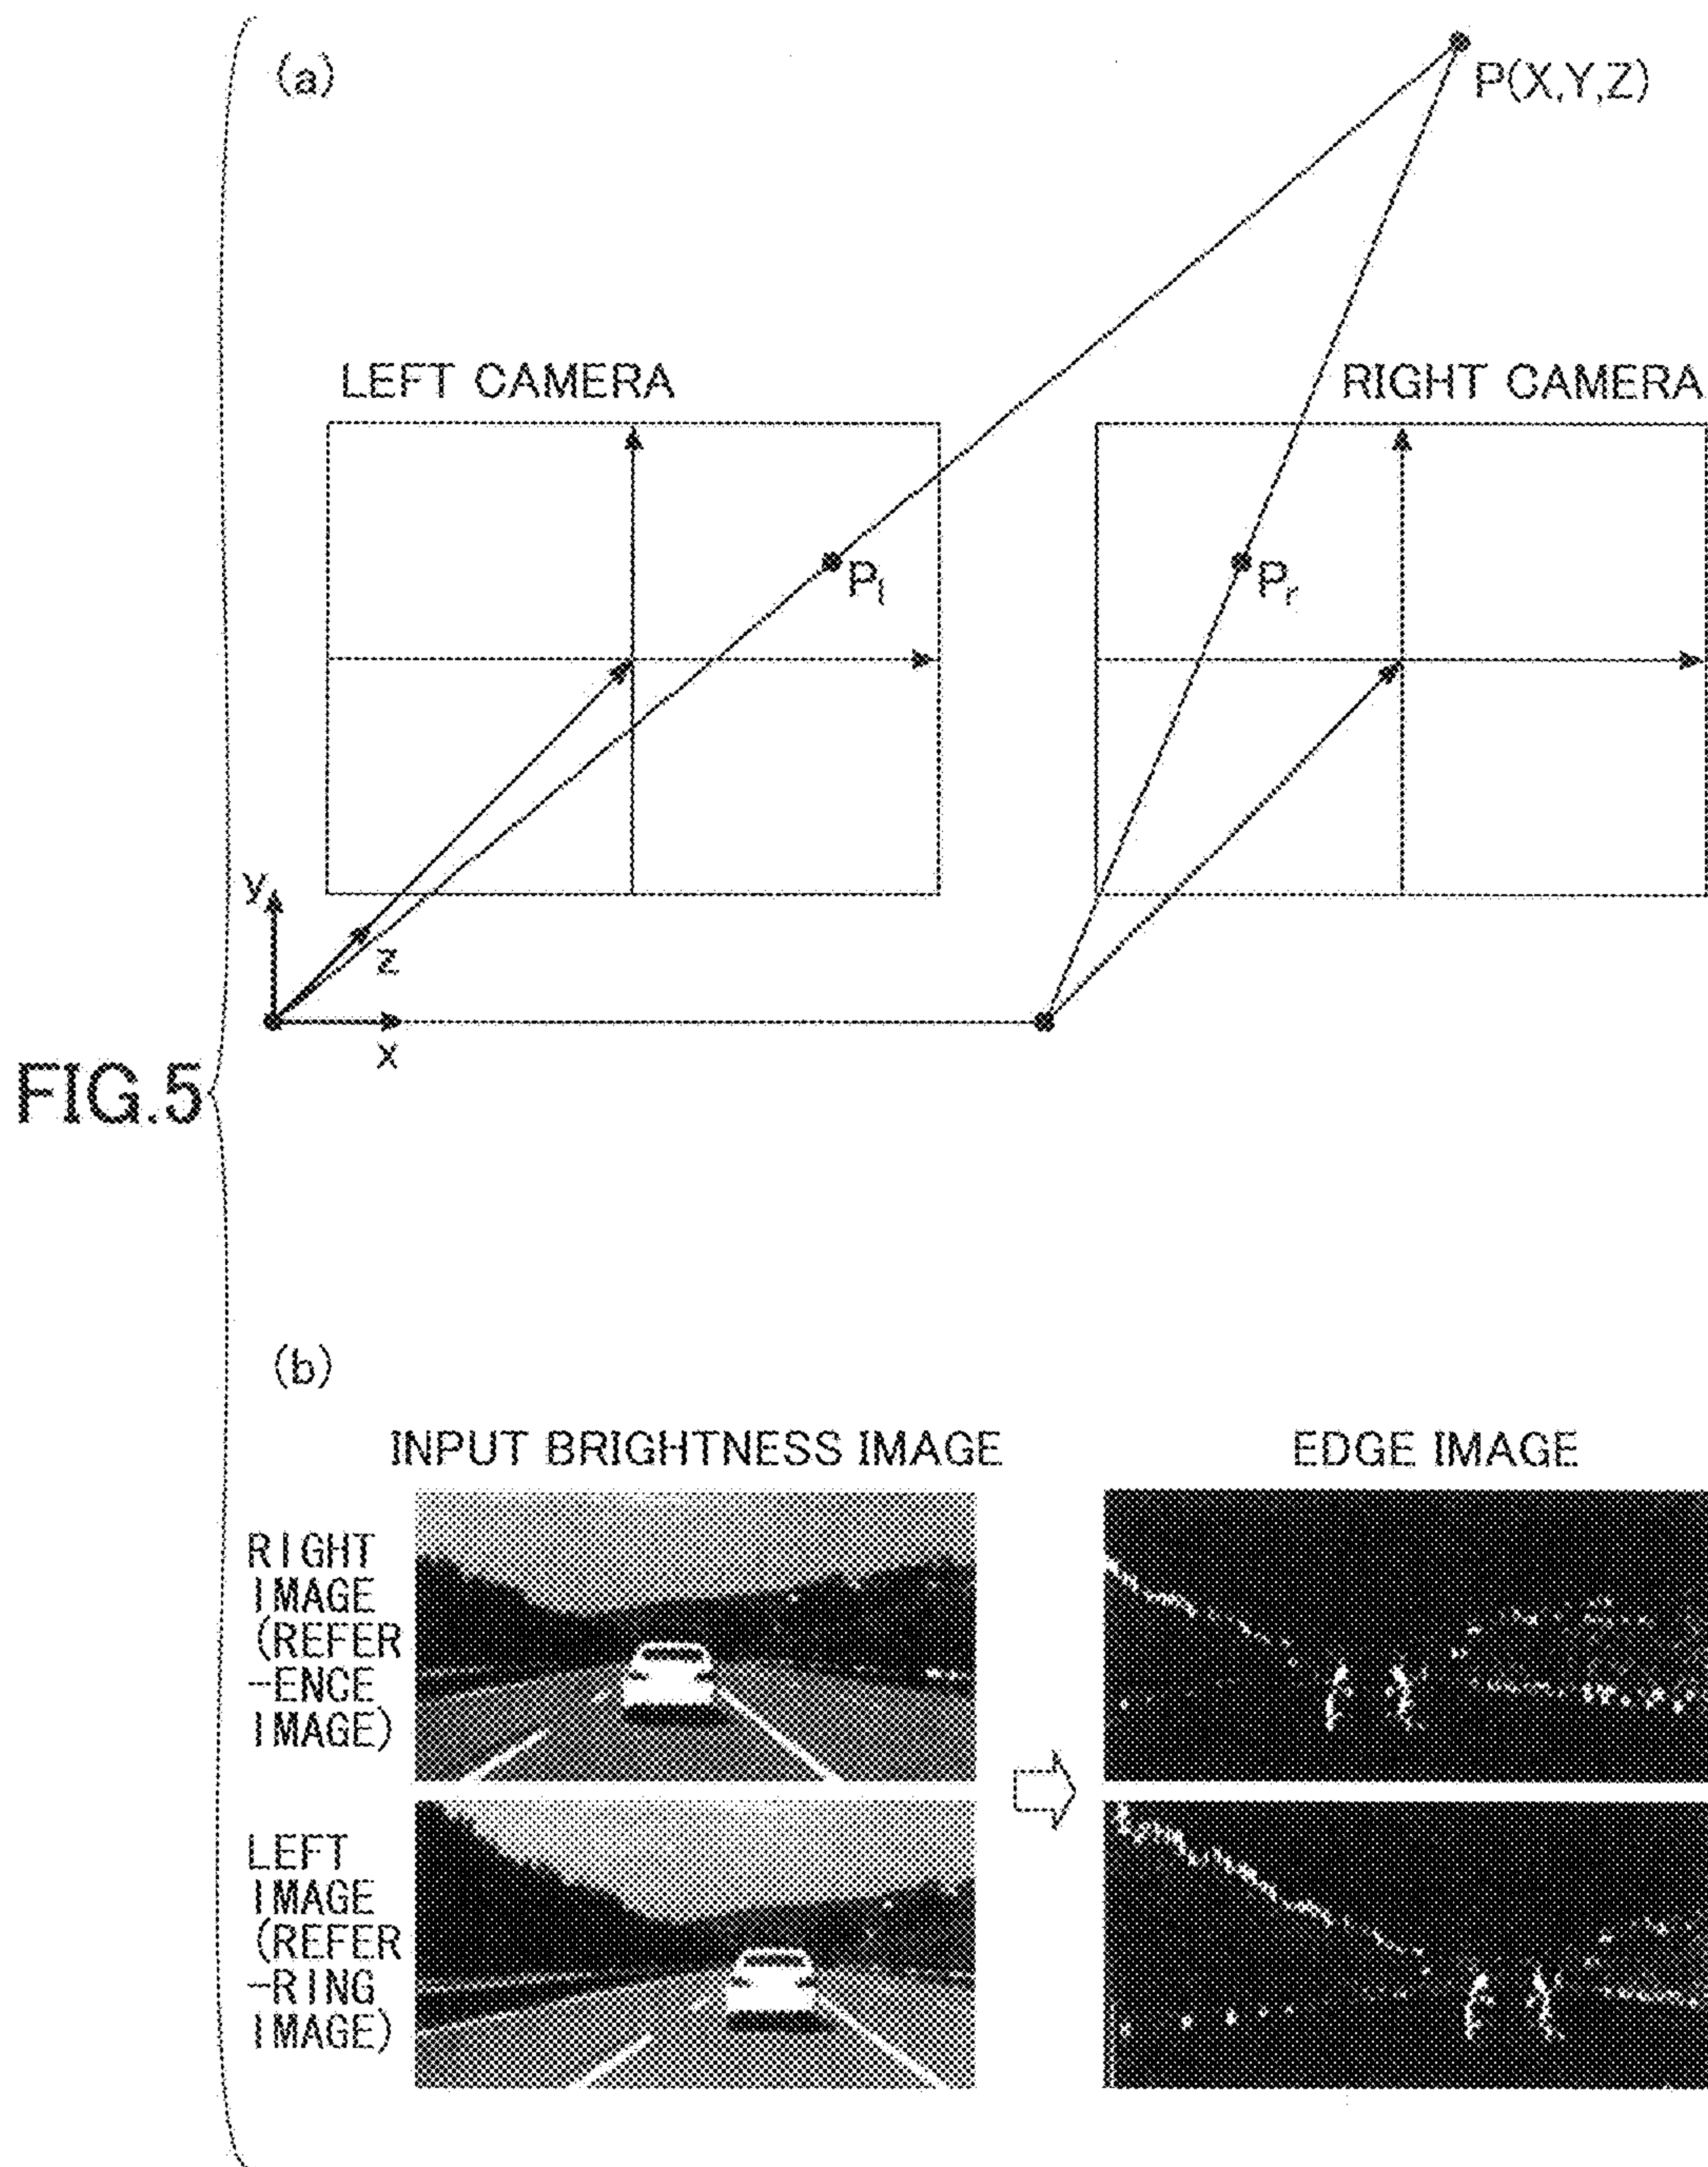 (a)
P(X,Y,Z)
LEFT CAMERA
RIGHT CAMERA
Pl
Pr
y
z
x
FIG.5
(b)
INPUT BRIGHTNESS IMAGE
EDGE IMAGE
RIGHT
IMAGE
(REFER
-ENCE
IMAGE)
LEFT
IMAGE
(REFER
-RING
IMAGE)